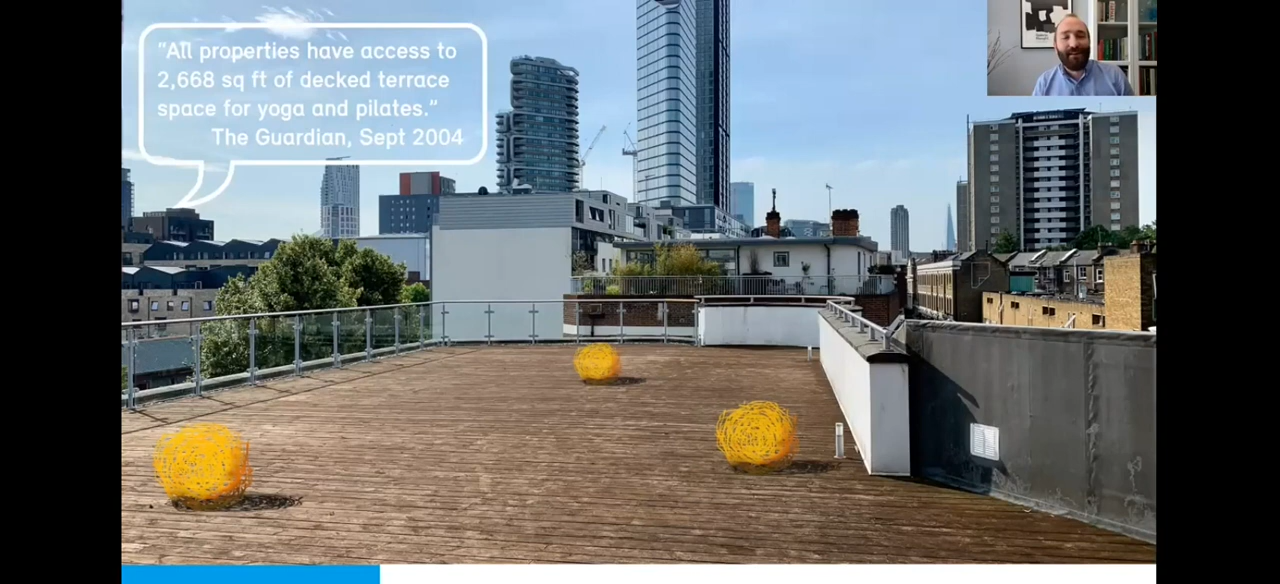 "All properties have access to
2,668 sq ft of decked terrace
space for yoga and pilates."
The Guardian, Sept 2004